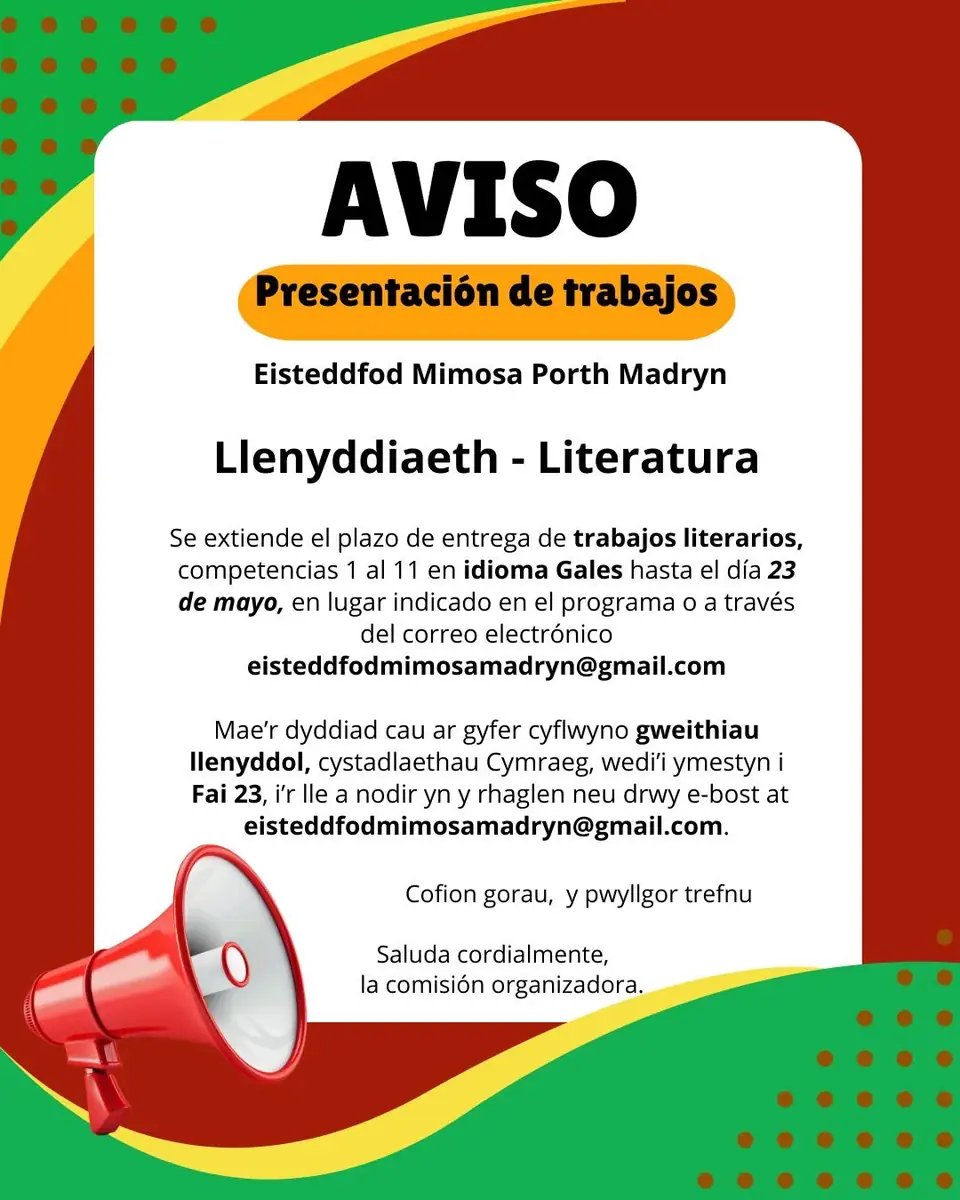 AVISO
Presentación de trabajos
Eisteddfod Mimosa Porth Madryn
Llenyddiaeth - Literatura
Se extiende el plazo de entrega de trabajos literarios,
competencias 1 al 11 en idioma Gales hasta el día 23
de mayo, en lugar indicado en el programa o a través
del correo electrónico
eisteddfodmimosamadryn@gmail.com
Mae’r dyddiad cau ar gyfer cyflwyno gweithiau
llenyddol, cystadlaethau Cymraeg, wedi’i ymestyn i
Fai 23, i’r lle a nodir yn y rhaglen neu drwy e-bost at
eisteddfodmimosamadryn@gmail.com.
Cofion gorau, y pwyllgor trefnu
Saluda cordialmente,
la comisión organizadora.